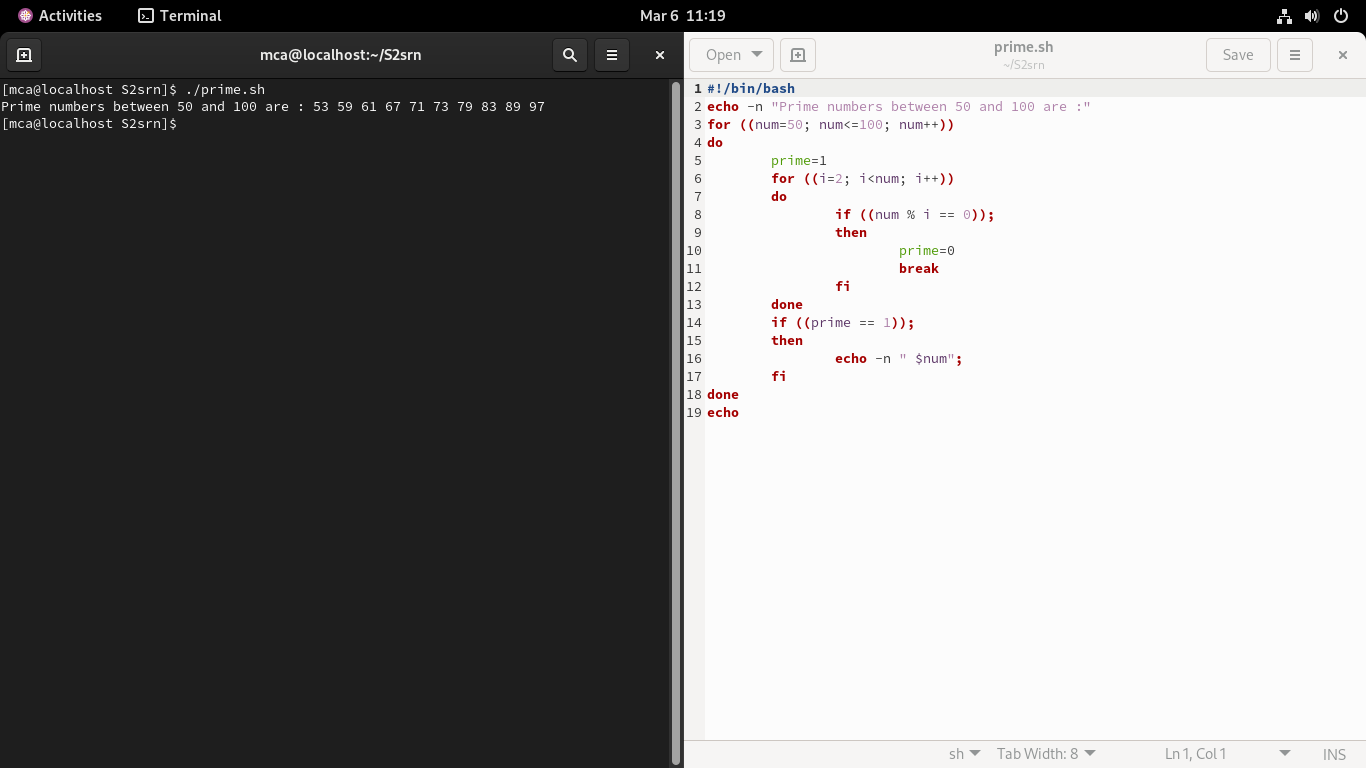 Activities Terminal Mar 6 11:19
mca@localhost:~/S2srn
[mca@localhost S2srn]$ ./prime.sh
Prime numbers between 50 and 100 are : 53 59 61 67 71 73 79 83 89 97
[mca@localhost S2srn]$
Open prime.sh Save
~/S2srn
1 #!/bin/bash
2 echo -n "Prime numbers between 50 and 100 are :"
3 for ((num=50; num<=100; num++))
4 do
5         prime=1
6         for ((i=2; i<num; i++))
7         do
8                 if ((num % i == 0));
9                 then
10                         prime=0
11                         break
12                 fi
13         done
14         if ((prime == 1));
15         then
16                 echo -n " $num";
17         fi
18 done
19 echo
sh Tab Width: 8 Ln 1, Col 1 INS